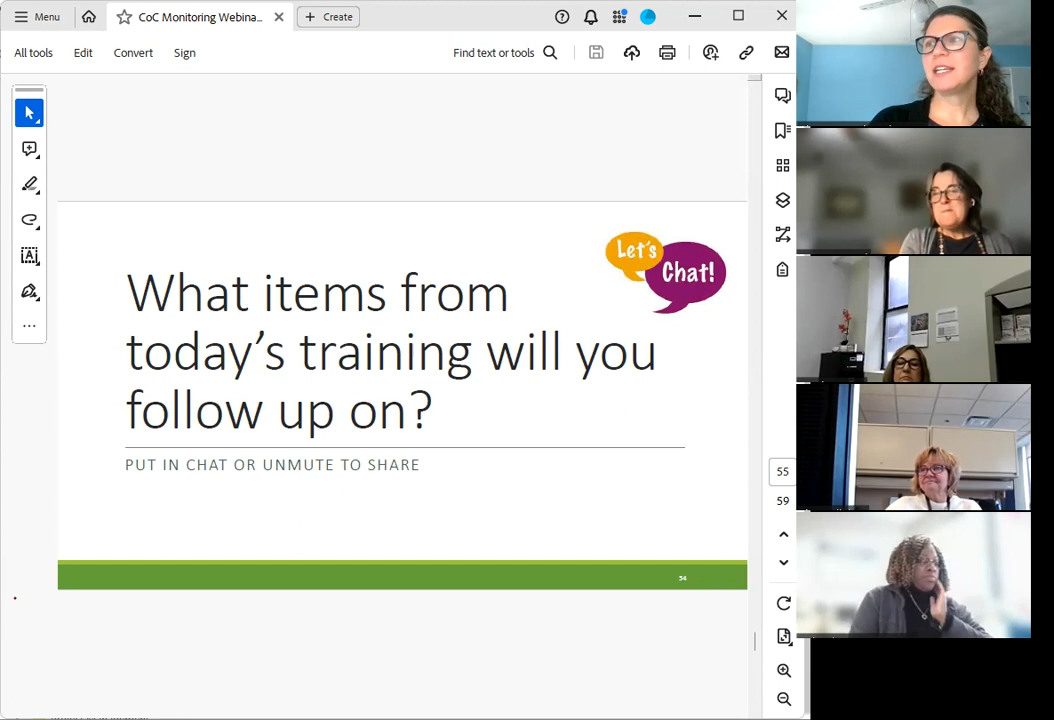 Menu
CoC Monitoring Webina...
Create
All tools
Edit
Convert
Sign
Find text or tools
Let's
Chat!
What items from
today's training will you
follow up on?
PUT IN CHAT OR UNMUTE TO SHARE
55
59
54